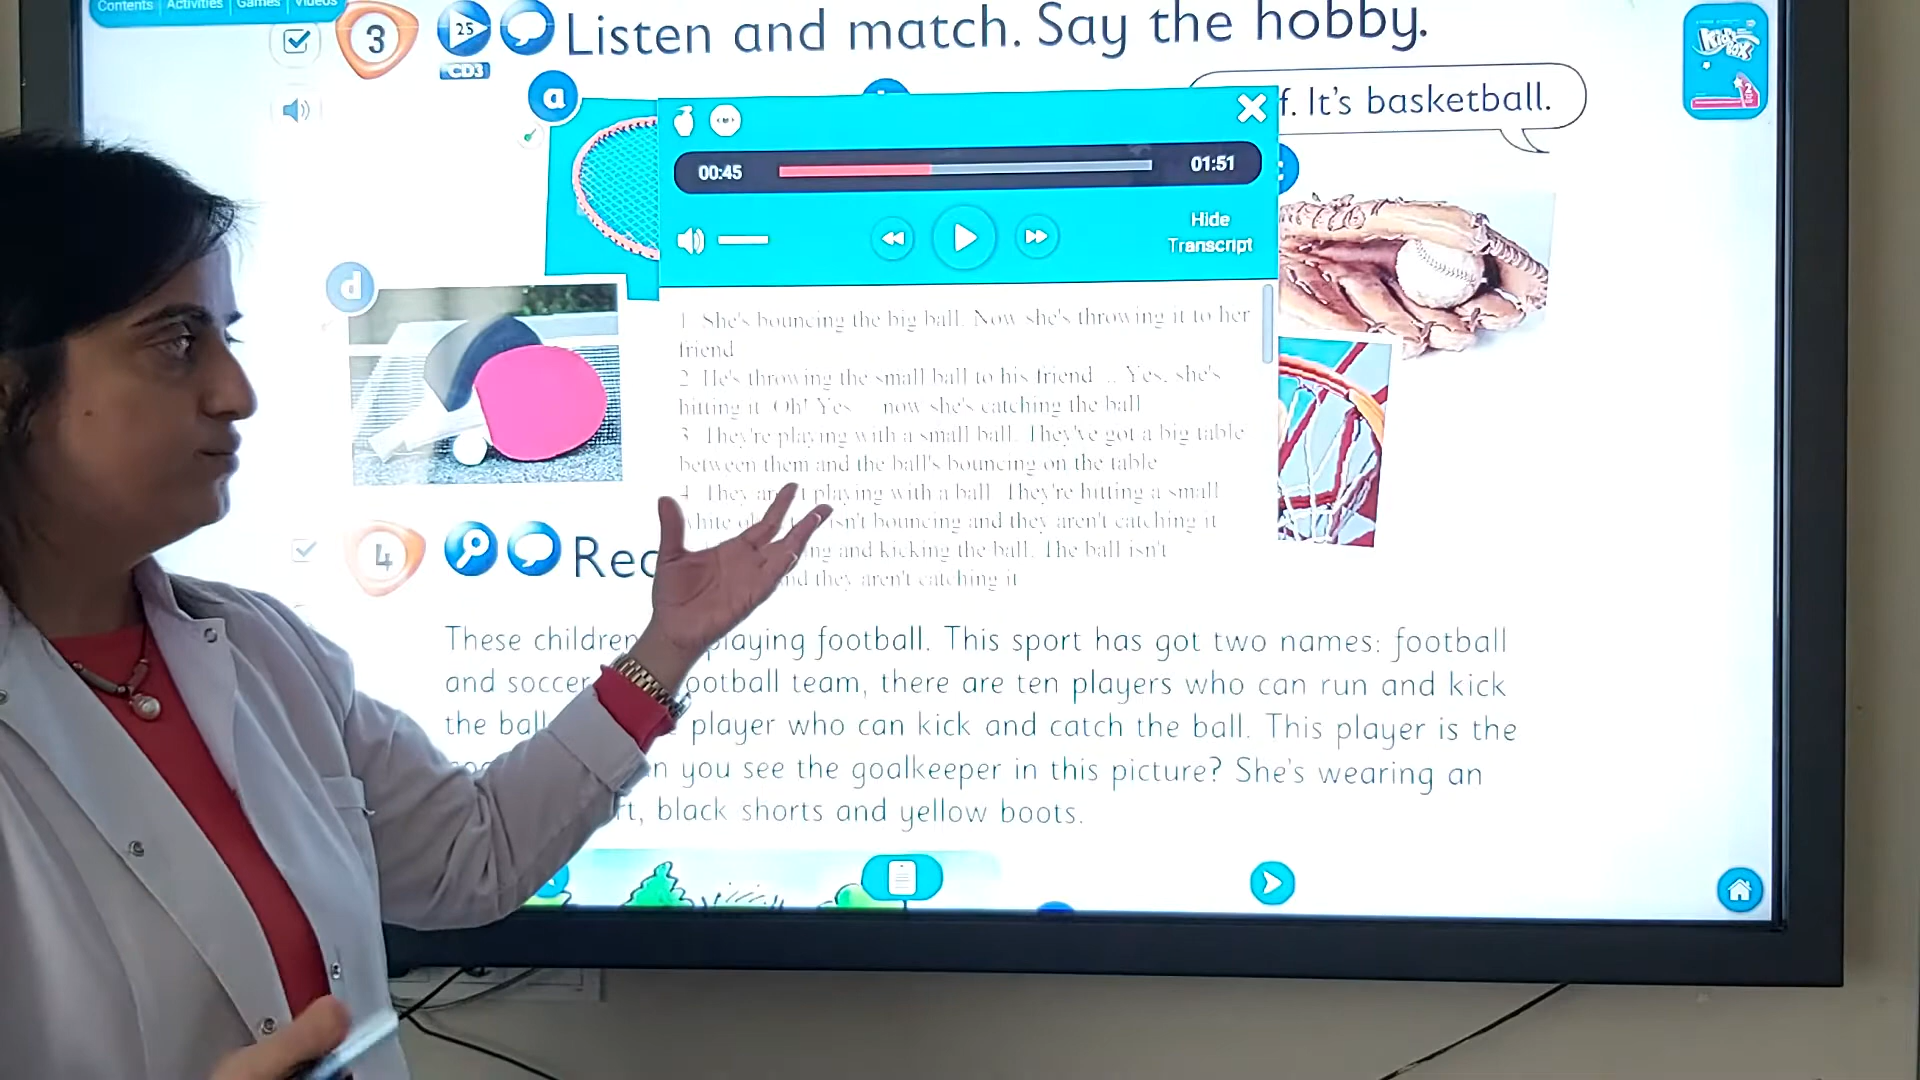 Contents | Activities | Games | Videos
3
25
CD3
Listen and match. Say the hobby.
a
f. It's basketball.
00:45
01:51
Hide
Transcript
d
1. She's bouncing the big ball. Now she's throwing it to her
friend
2. He's throwing the small ball to his friend ... Yes, she's
hitting it. Oh! Yes ... now she's catching the ball
3. They're playing with a small ball. They've got a big table
between them and the ball's bouncing on the table
4. They aren't playing with a ball. They're hitting a small
white isn't bouncing and they aren't catching it
and kicking the ball. The ball isn't
they aren't catching it
4
These children playing football. This sport has got two names: football
and soccer football team, there are ten players who can run and kick
the ball player who can kick and catch the ball. This player is the
you see the goalkeeper in this picture? She's wearing an
black shorts and yellow boots.